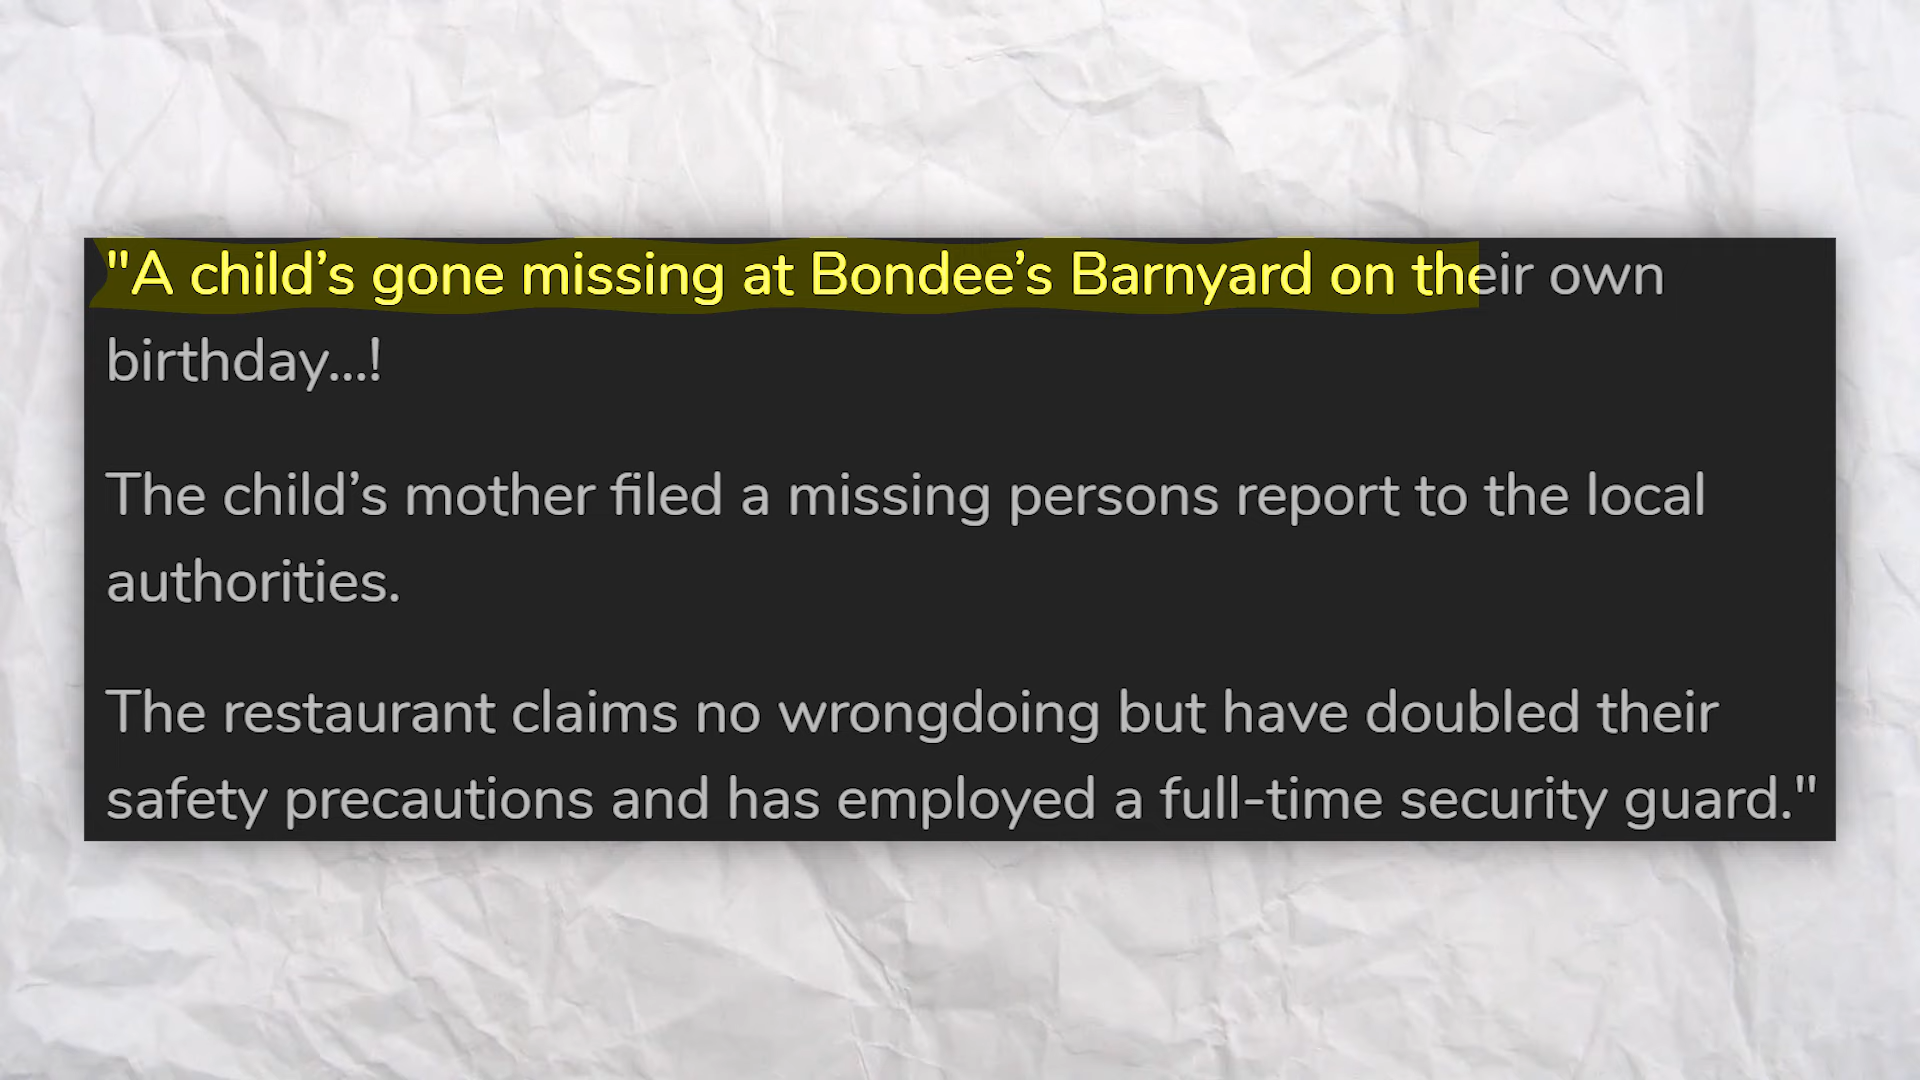 "A child’s gone missing at Bondee’s Barnyard on their own
birthday...!
The child’s mother filed a missing persons report to the local
authorities.
The restaurant claims no wrongdoing but have doubled their
safety precautions and has employed a full-time security guard."